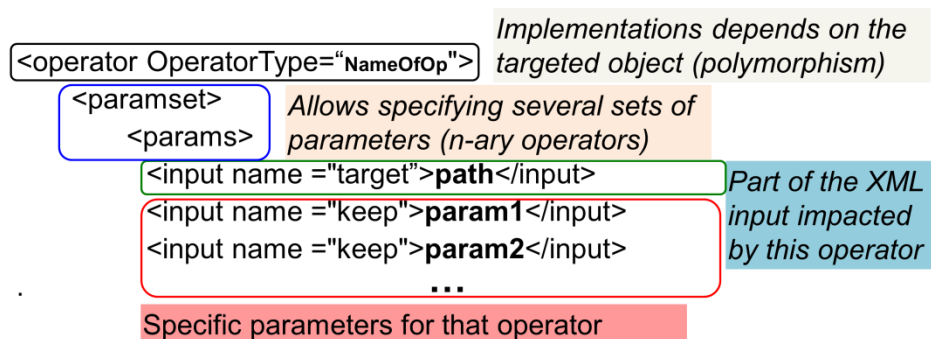 Implementations depends on the
targeted object (polymorphism)
<operator OperatorType=“NameOfOp">
<paramset>
<params>
Allows specifying several sets of
parameters (n-ary operators)
<input name ="target”>path</input>
<input name ="keep">param1</input>
<input name ="keep">param2</input>
...
Part of the XML
input impacted
by this operator
.
Specific parameters for that operator